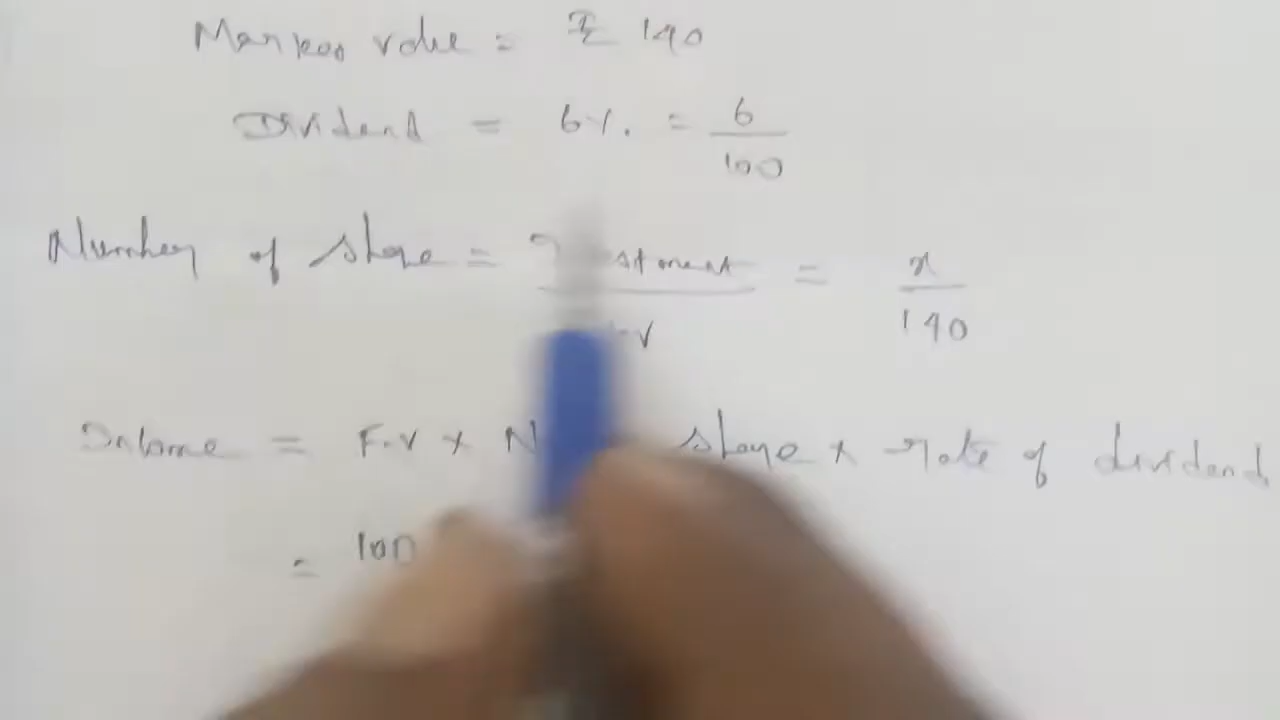 Market value = ₹ 140
Dividend = 6%. = 6/100
Number of share = = x/140
Income = F.V x share x rate of dividend
= 100